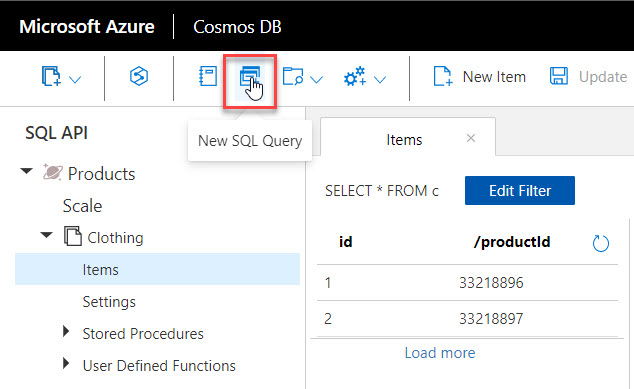 Microsoft Azure Cosmos DB
New Item Update
SQL API
New SQL Query
Items
Products
SELECT * FROM c Edit Filter
Scale
id /productId
Clothing
Items
1 33218896
Settings
2 33218897
Stored Procedures
Load more
User Defined Functions